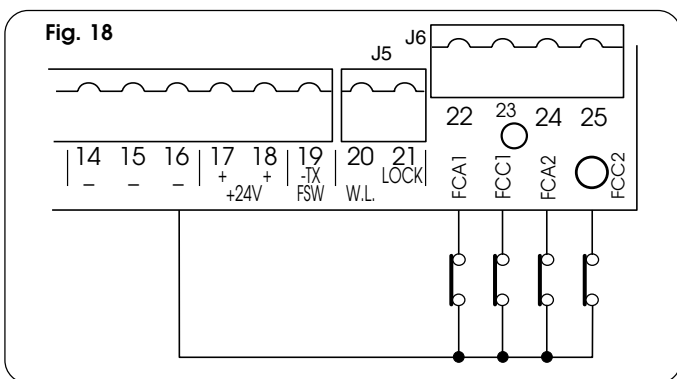 Fig. 18
J5
J6
22 23 24 25
14 15 16 17 18 19 20 21
– – – + + -TX LOCK
+24V FSW W.L.
FCA1 FCC1 FCA2 FCC2